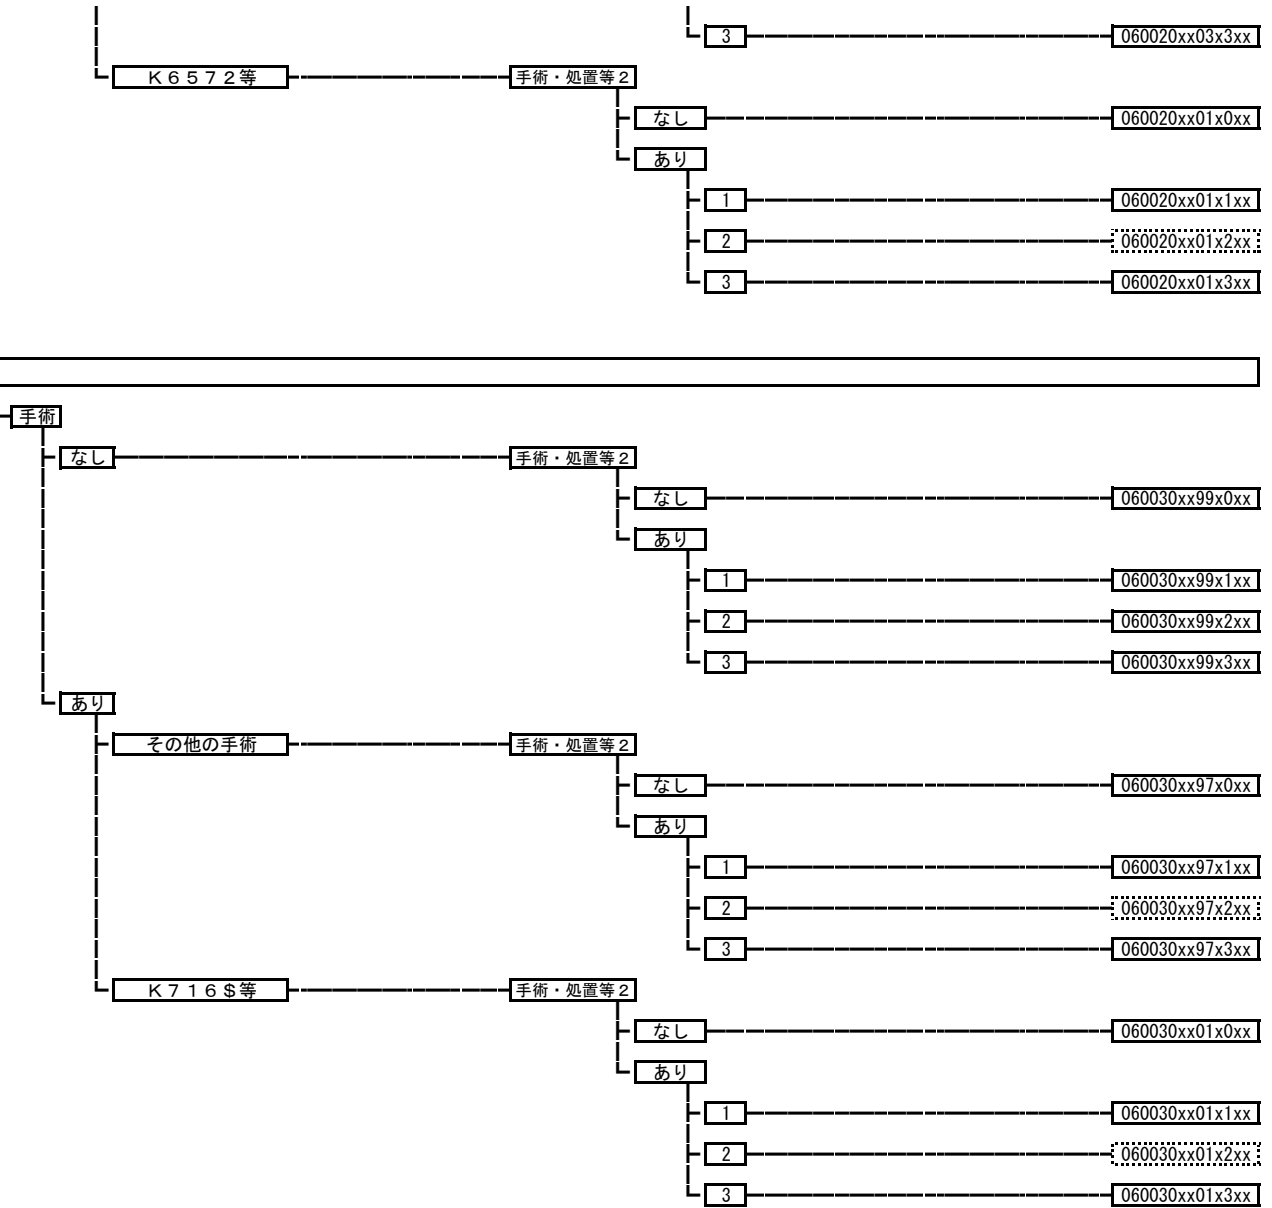 3 060020xx03x3xx
Ｋ６５７２等 手術・処置等２
なし 060020xx01x0xx
あり
1 060020xx01x1xx
2 060020xx01x2xx
3 060020xx01x3xx
手術
なし 手術・処置等２
なし 060030xx99x0xx
あり
1 060030xx99x1xx
2 060030xx99x2xx
3 060030xx99x3xx
あり
その他の手術 手術・処置等２
なし 060030xx97x0xx
あり
1 060030xx97x1xx
2 060030xx97x2xx
3 060030xx97x3xx
Ｋ７１６＄等 手術・処置等２
なし 060030xx01x0xx
あり
1 060030xx01x1xx
2 060030xx01x2xx
3 060030xx01x3xx